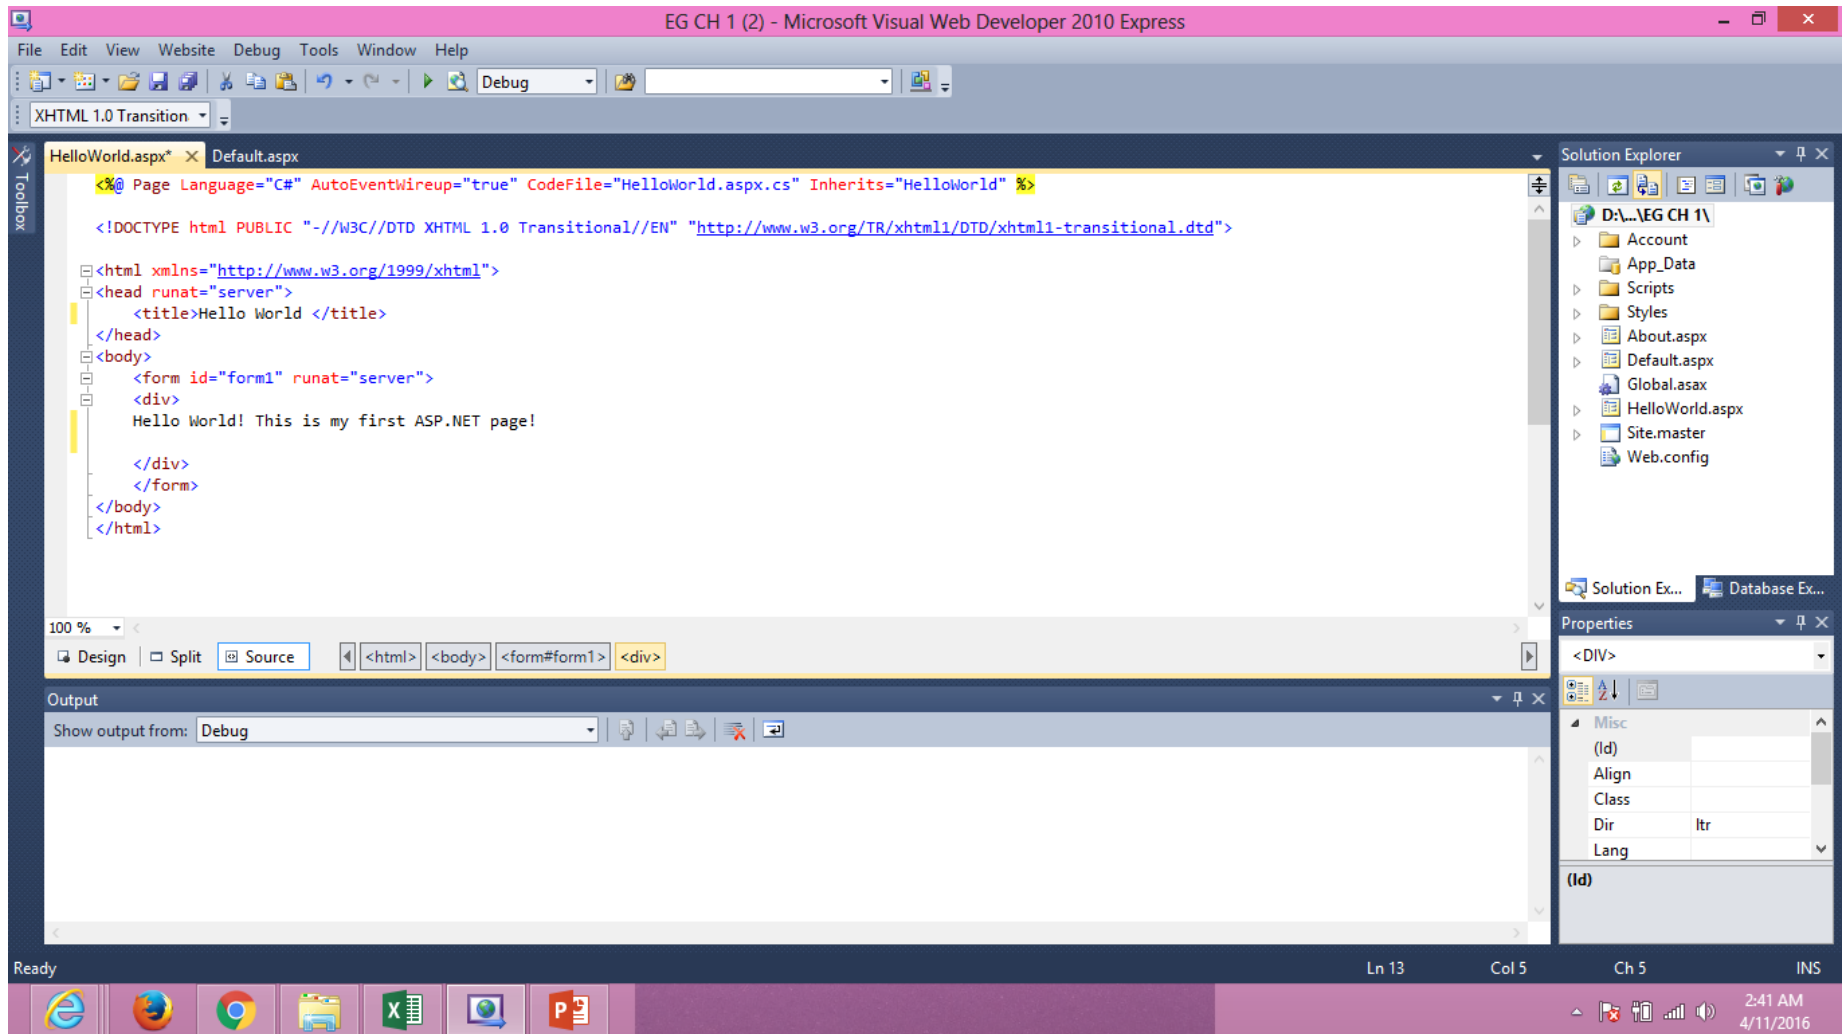 EG CH 1 (2) - Microsoft Visual Web Developer 2010 Express
File Edit View Website Debug Tools Window Help
Debug
XHTML 1.0 Transition
Toolbox
HelloWorld.aspx* Default.aspx
<%@ Page Language="C#" AutoEventWireup="true" CodeFile="HelloWorld.aspx.cs" Inherits="HelloWorld" %>
<!DOCTYPE html PUBLIC "-//W3C//DTD XHTML 1.0 Transitional//EN" "http://www.w3.org/TR/xhtml1/DTD/xhtml1-transitional.dtd">
<html xmlns="http://www.w3.org/1999/xhtml">
<head runat="server">
<title>Hello World </title>
</head>
<body>
<form id="form1" runat="server">
<div>
Hello World! This is my first ASP.NET page!
</div>
</form>
</body>
</html>
100 %
Design Split Source <html> <body> <form#form1> <div>
Output
Show output from: Debug
Solution Explorer
D:\...\EG CH 1\
Account
App_Data
Scripts
Styles
About.aspx
Default.aspx
Global.asax
HelloWorld.aspx
Site.master
Web.config
Solution Ex... Database Ex...
Properties
<DIV>
Misc
(Id)
Align
Class
Dir ltr
Lang
(Id)
Ready Ln 13 Col 5 Ch 5 INS
2:41 AM
4/11/2016